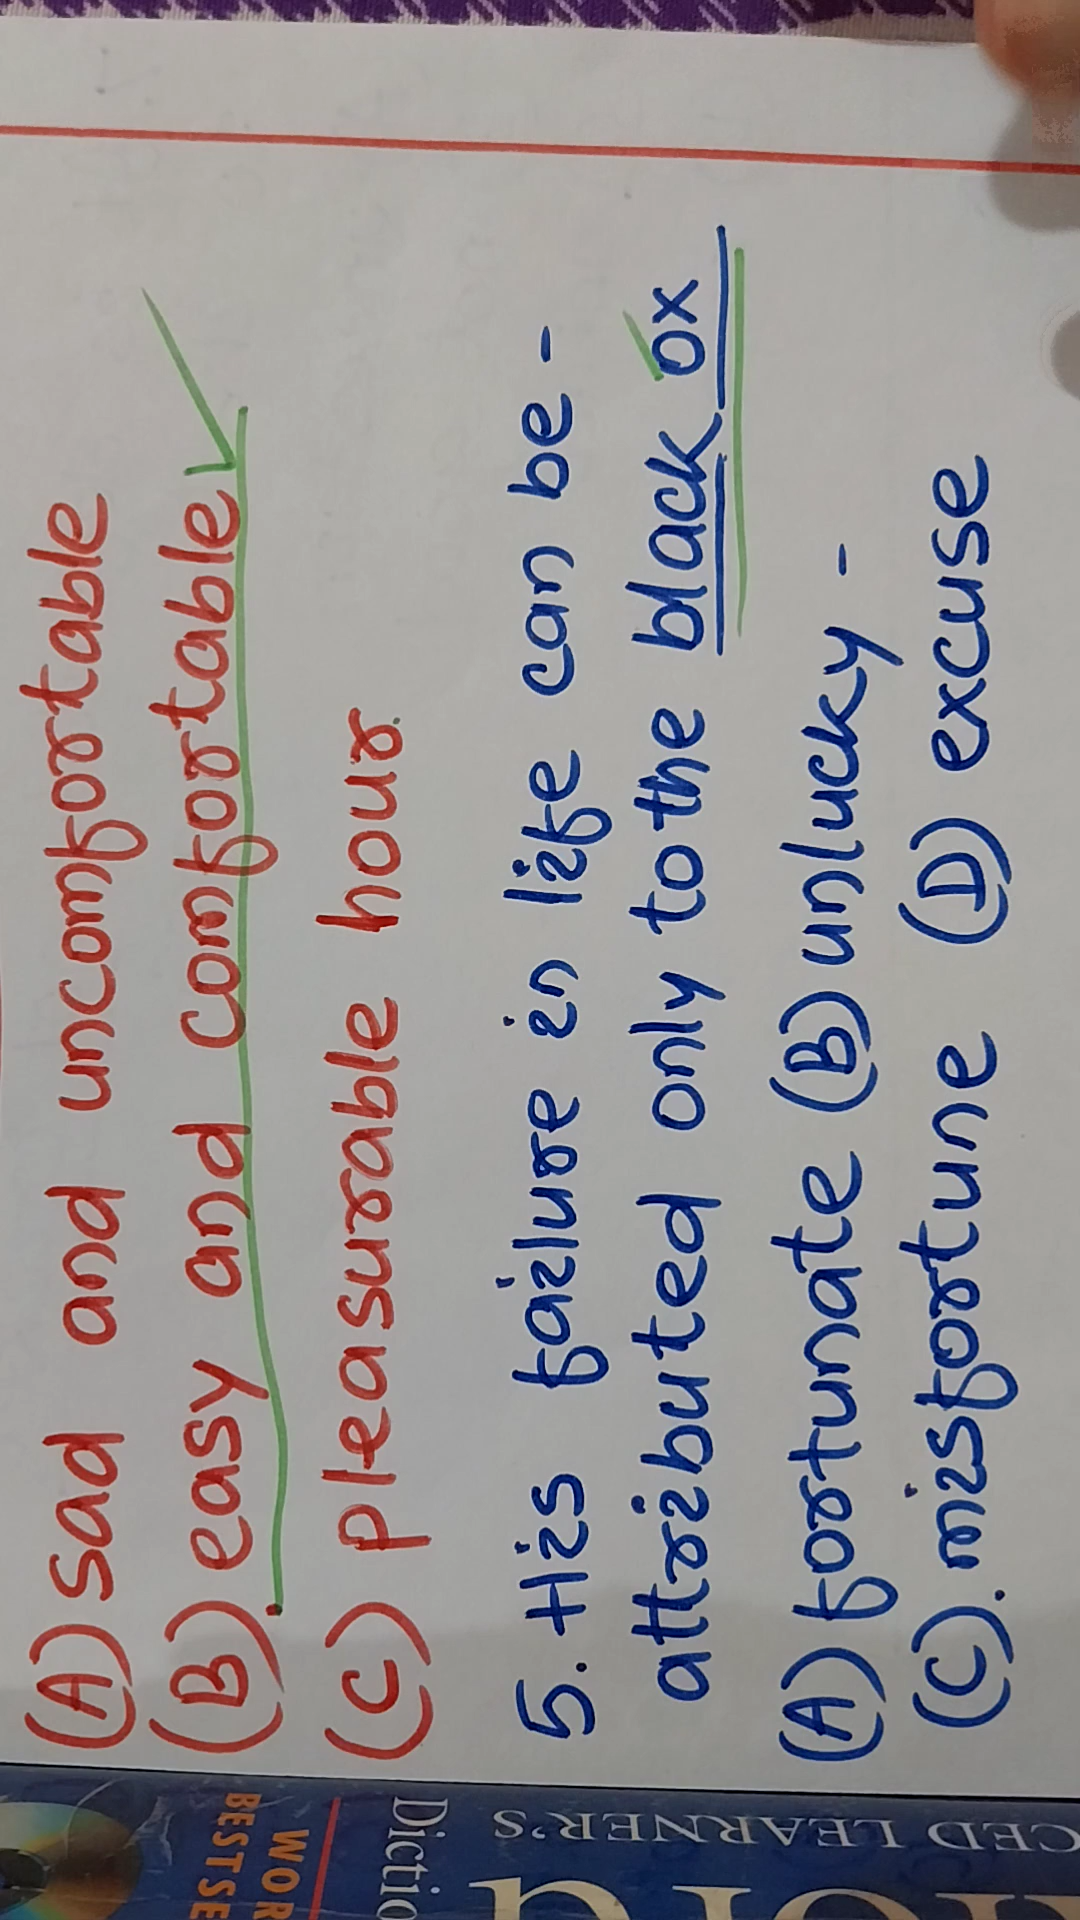 (A) sad and uncomfortable
(B) easy and comfortable
(C) pleasurable hour
5. His failure in life can be -
attributed only to the black ox
(A) fortunate (B) unlucky -
(C). misfortune (D) excuse
BESTSE
WOR
Dictio
CED LEARNER'S